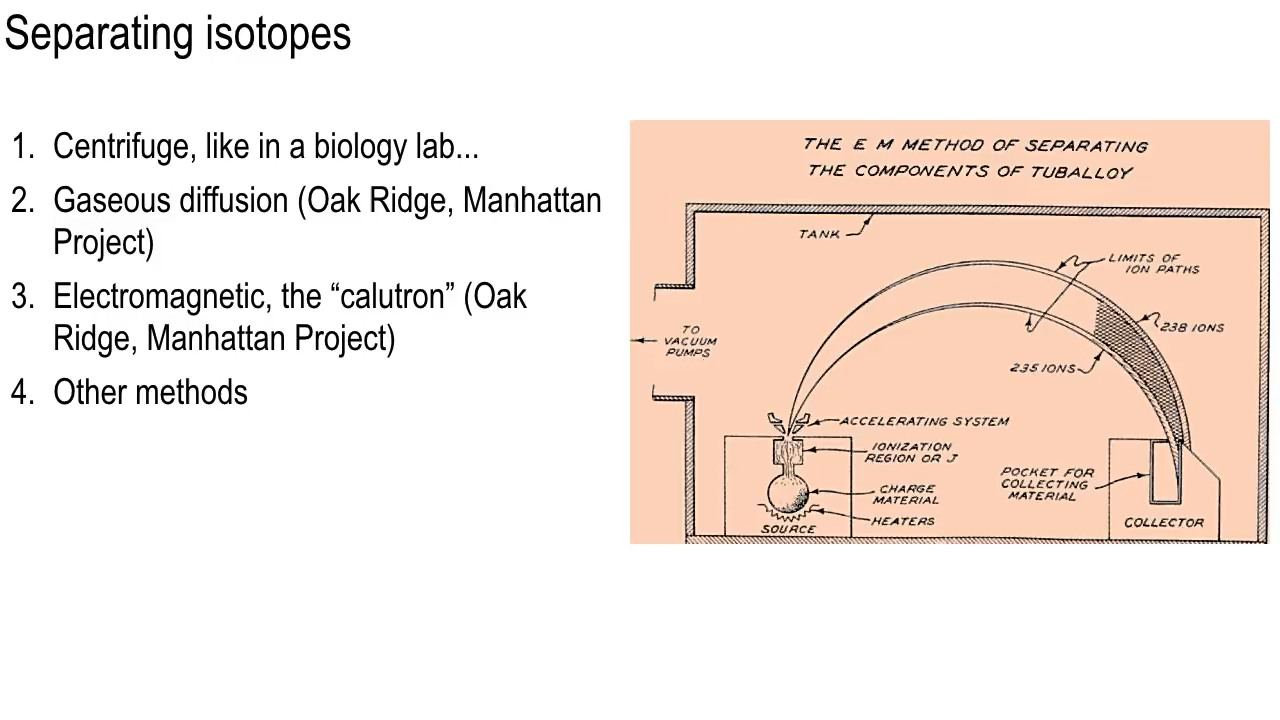 Separating isotopes
1. Centrifuge, like in a biology lab...
2. Gaseous diffusion (Oak Ridge, Manhattan
Project)
3. Electromagnetic, the “calutron” (Oak
Ridge, Manhattan Project)
4. Other methods
THE E M METHOD OF SEPARATING
THE COMPONENTS OF TUBALLOY
TANK
LIMITS OF
ION PATHS
238 IONS
TO
VACUUM
PUMPS
235 IONS
ACCELERATING SYSTEM
IONIZATION
REGION OR J
CHARGE
MATERIAL
HEATERS
SOURCE
POCKET FOR
COLLECTING
MATERIAL
COLLECTOR